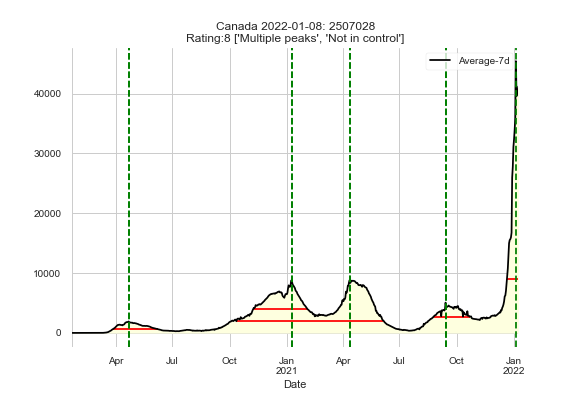 Canada 2022-01-08: 2507028
Rating:8 ['Multiple peaks', 'Not in control']
Average-7d
40000
30000
20000
10000
0
Apr
Jul
Oct
Jan
2021
Apr
Jul
Oct
Jan
2022
Date